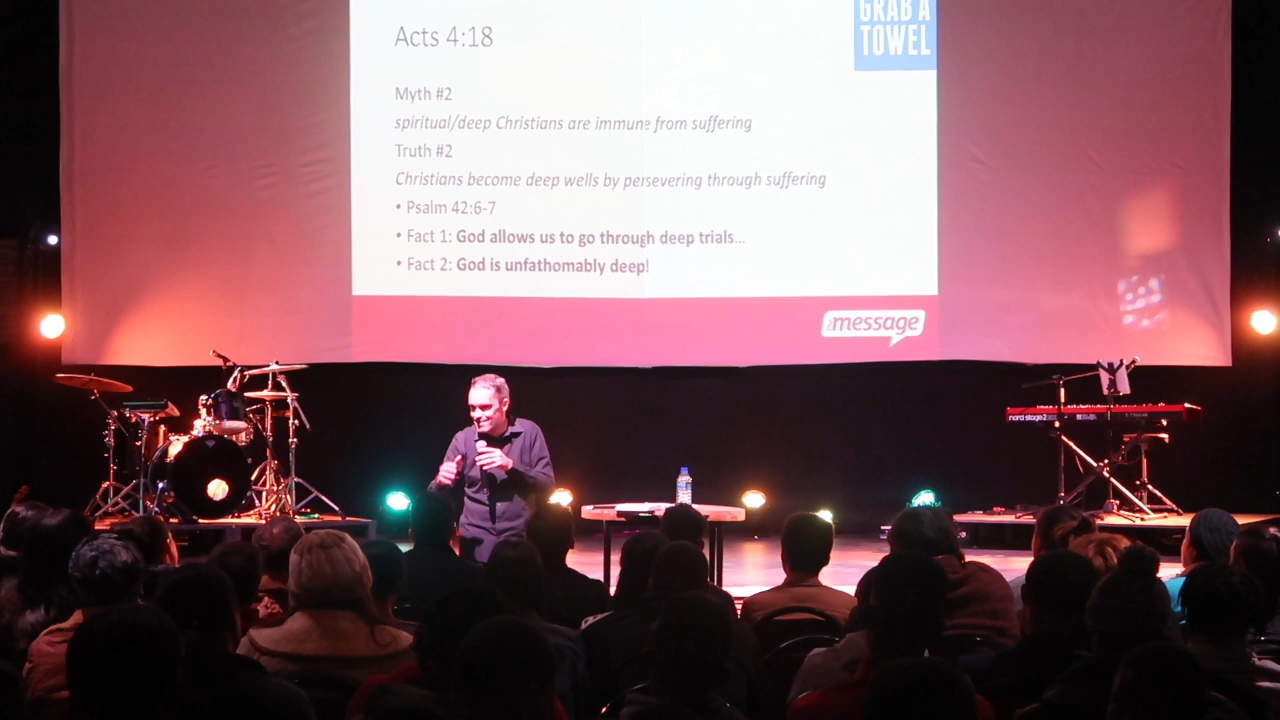 GRAB A
TOWEL
Acts 4:18
Myth #2
spiritual/deep Christians are immune from suffering
Truth #2
Christians become deep wells by persevering through suffering
• Psalm 42:6-7
• Fact 1: God allows us to go through deep trials...
• Fact 2: God is unfathomably deep!
the message
nord stage 2